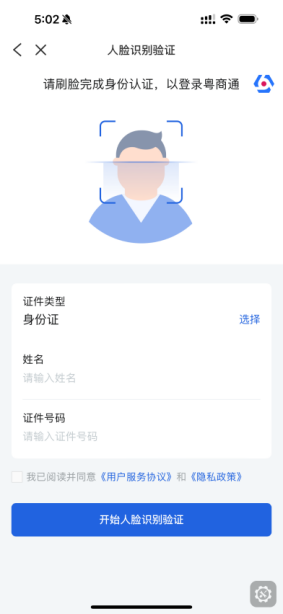 5:02
人脸识别验证
请刷脸完成身份认证，以登录粤商通
证件类型
身份证
选择
姓名
请输入姓名
证件号码
请输入证件号码
我已阅读并同意《用户服务协议》和《隐私政策》
开始人脸识别验证